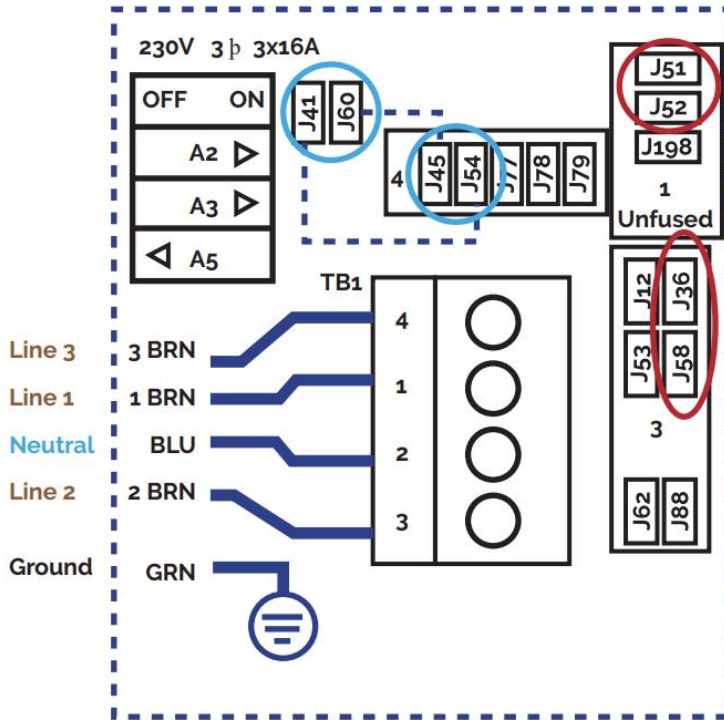 230V 3 þ 3x16A
OFF ON
A2
A3
A5
J41
J60
4
J45
J54
J77
J78
J79
J51
J52
J198
1
Unfused
J12
J36
J53
J58
3
J62
J88
TB1
4
1
2
3
Line 3 3 BRN
Line 1 1 BRN
Neutral BLU
Line 2 2 BRN
Ground GRN